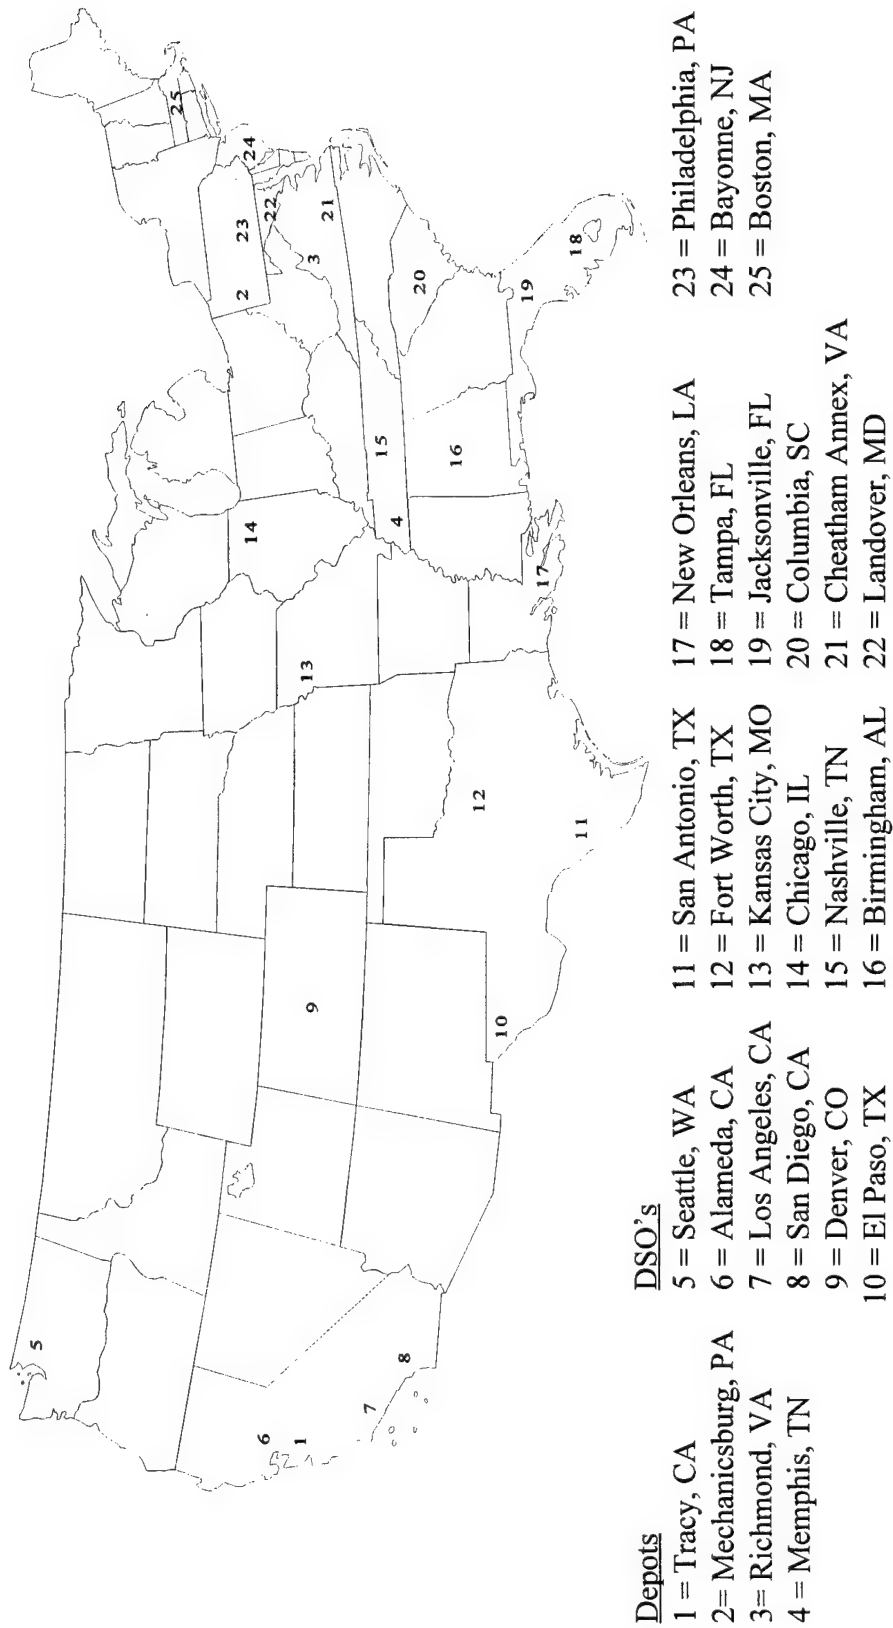 5
25
14
2
23
24
6
22
1
13
9
3
21
7
15
4
8
20
16
12
10
19
17
18
11
Depots
1 = Tracy, CA
2= Mechanicsburg, PA
3= Richmond, VA
4 = Memphis, TN
DSO's
5 = Seattle, WA
6 = Alameda, CA
7 = Los Angeles, CA
8 = San Diego, CA
9 = Denver, CO
10 = El Paso, TX
11 = San Antonio, TX
12 = Fort Worth, TX
13 = Kansas City, MO
14 = Chicago, IL
15 = Nashville, TN
16 = Birmingham, AL
17 = New Orleans, LA
18 = Tampa, FL
19 = Jacksonville, FL
20 = Columbia, SC
21 = Cheatham Annex, VA
22 = Landover, MD
23 = Philadelphia, PA
24 = Bayonne, NJ
25 = Boston, MA